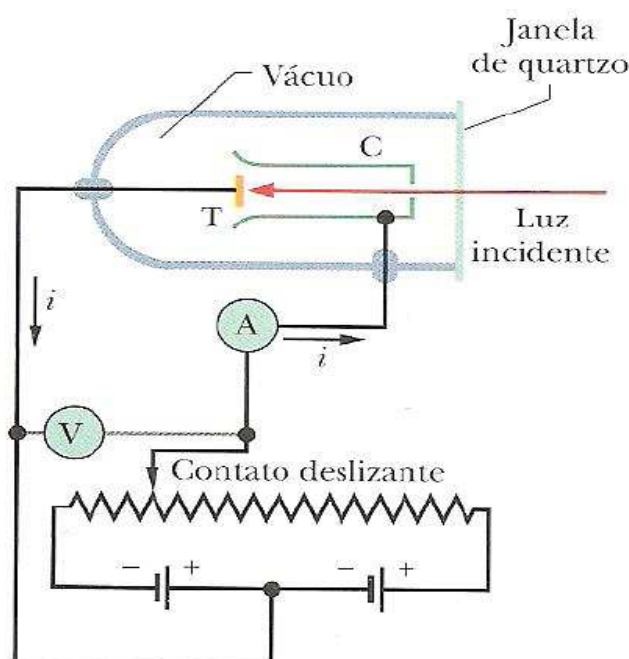 Janela
de quartzo
Vácuo
C
T
Luz
incidente
i
A
i
V
Contato deslizante
− +
− +